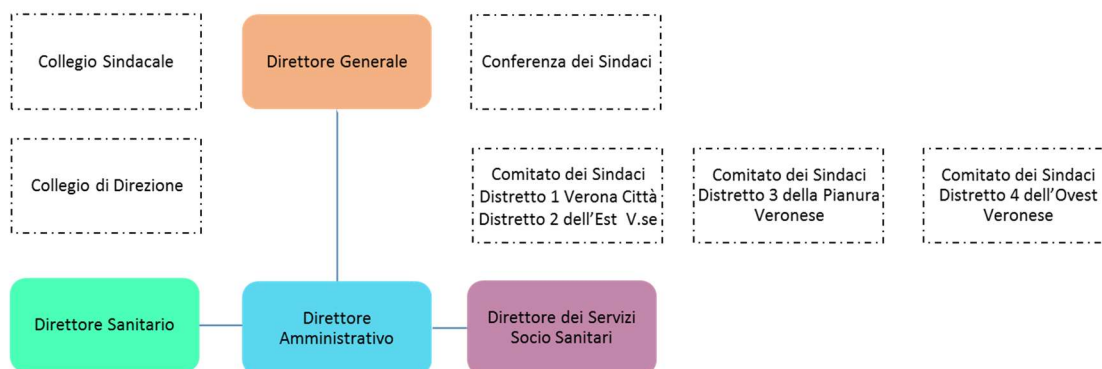 Collegio Sindacale
Direttore Generale
Conferenza dei Sindaci
Collegio di Direzione
Comitato dei Sindaci
Distretto 1 Verona Città
Distretto 2 dell’Est V.se
Comitato dei Sindaci
Distretto 3 della Pianura
Veronese
Comitato dei Sindaci
Distretto 4 dell’Ovest
Veronese
Direttore Sanitario
Direttore
Amministrativo
Direttore dei Servizi
Socio Sanitari